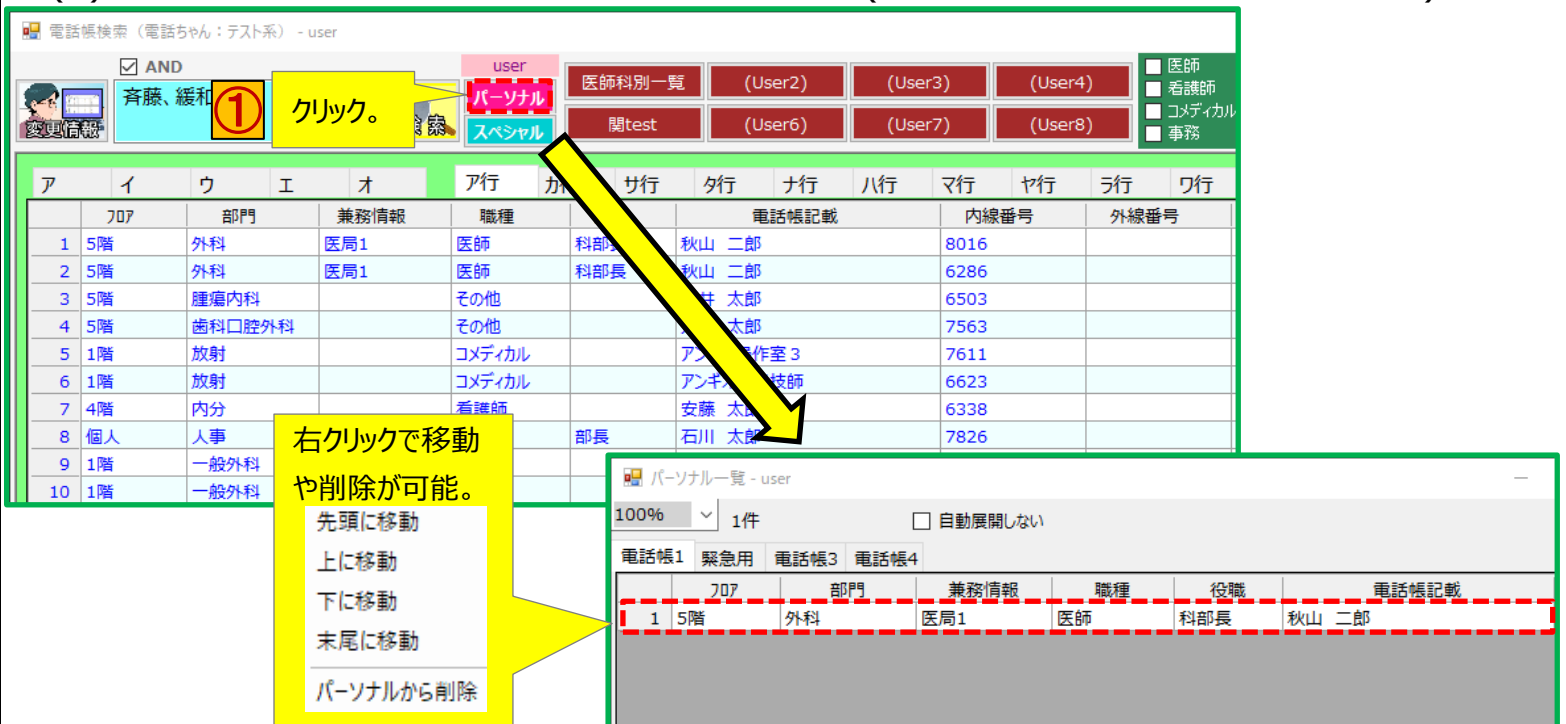 電話帳検索（電話ちゃん：テスト系） - user
AND
斉藤、緩和
変更情報
①
クリック。
索
user
パーソナル
スペシャル
医師科別一覧 (User2) (User3) (User4)
関test (User6) (User7) (User8)
医師
看護師
コメディカル
事務
ア イ ウ エ オ ア行 カ サ行 タ行 ナ行 ハ行 マ行 ヤ行 ラ行 ワ行
フロア 部門 兼務情報 職種 電話帳記載 内線番号 外線番号
1 5階 外科 医局1 医師 科部長 秋山 二郎 8016
2 5階 外科 医局1 医師 科部長 秋山 二郎 6286
3 5階 腫瘍内科 その他 太郎 6503
4 5階 歯科口腔外科 その他 太郎 7563
5 1階 放射 コメディカル 作室３ 7611
6 1階 放射 コメディカル アンギオ 技師 6623
7 4階 内分 看護師 安藤 太郎 6338
8 個人 人事 部長 石川 太郎 7826
9 1階 一般外科
10 1階 一般外科
右クリックで移動
や削除が可能。
先頭に移動
上に移動
下に移動
末尾に移動
パーソナルから削除
パーソナル一覧 - user
100% 1件 自動展開しない
電話帳1 緊急用 電話帳3 電話帳4
フロア 部門 兼務情報 職種 役職 電話帳記載
1 5階 外科 医局1 医師 科部長 秋山 二郎